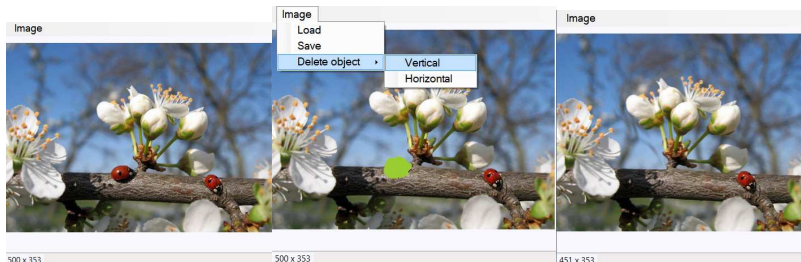 Image
500 x 353
Image
Load
Save
Delete object
Vertical
Horizontal
500 x 353
Image
451 x 353